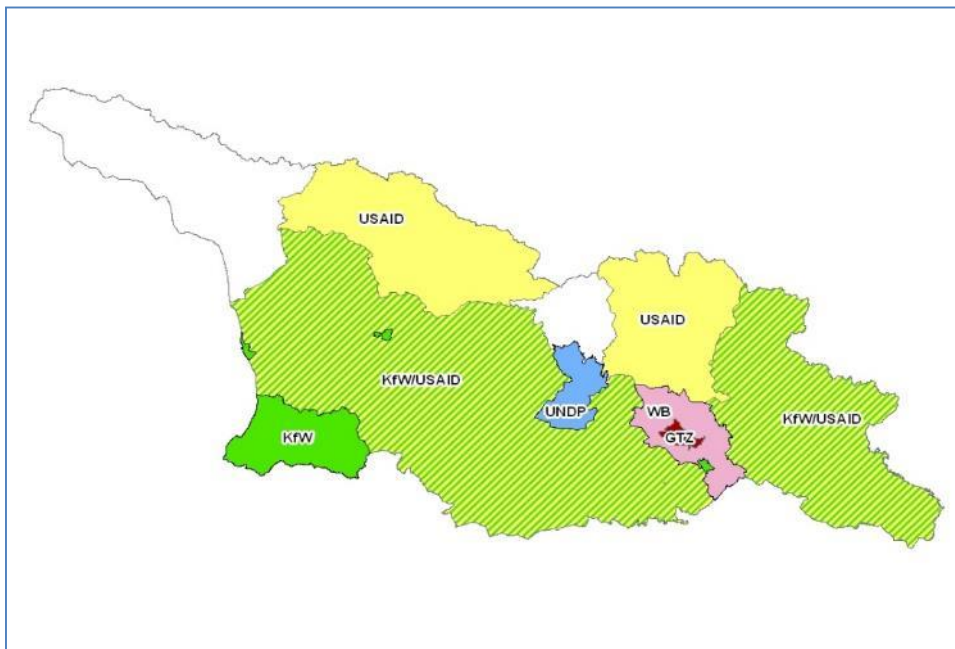 USAID
USAID
KfW/USAID
UNDP
WB
KfW/USAID
KfW
GTZ